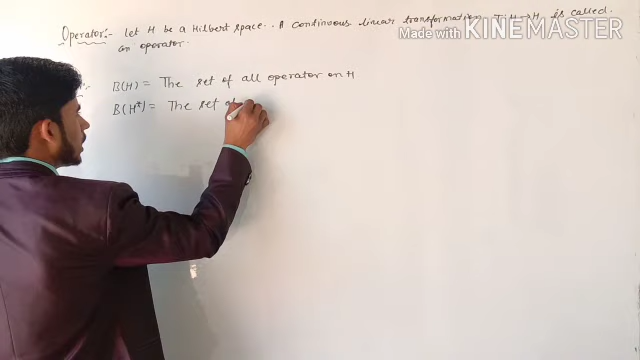 Made with
KINEMASTER
Operator:- Let H be a Hilbert space. A continuous linear transformation T: H → H is called
an operator.
B(H) = The set of all operator on H
B(H*) = The set of